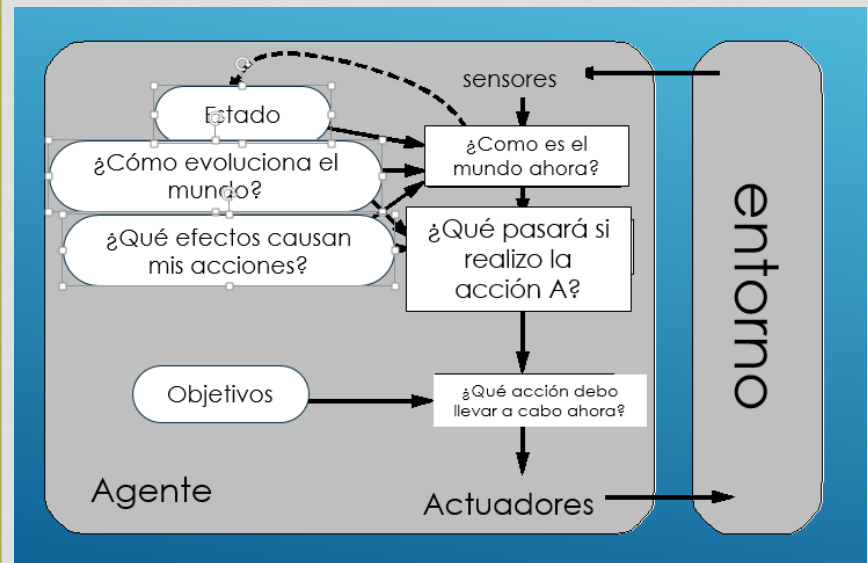 sensores
Estado
¿Como es el
mundo ahora?
¿Cómo evoluciona el
mundo?
¿Qué efectos causan
mis acciones?
¿Qué pasará si
realizo la
acción A?
entorno
Objetivos
¿Qué acción debo
llevar a cabo ahora?
Agente
Actuadores